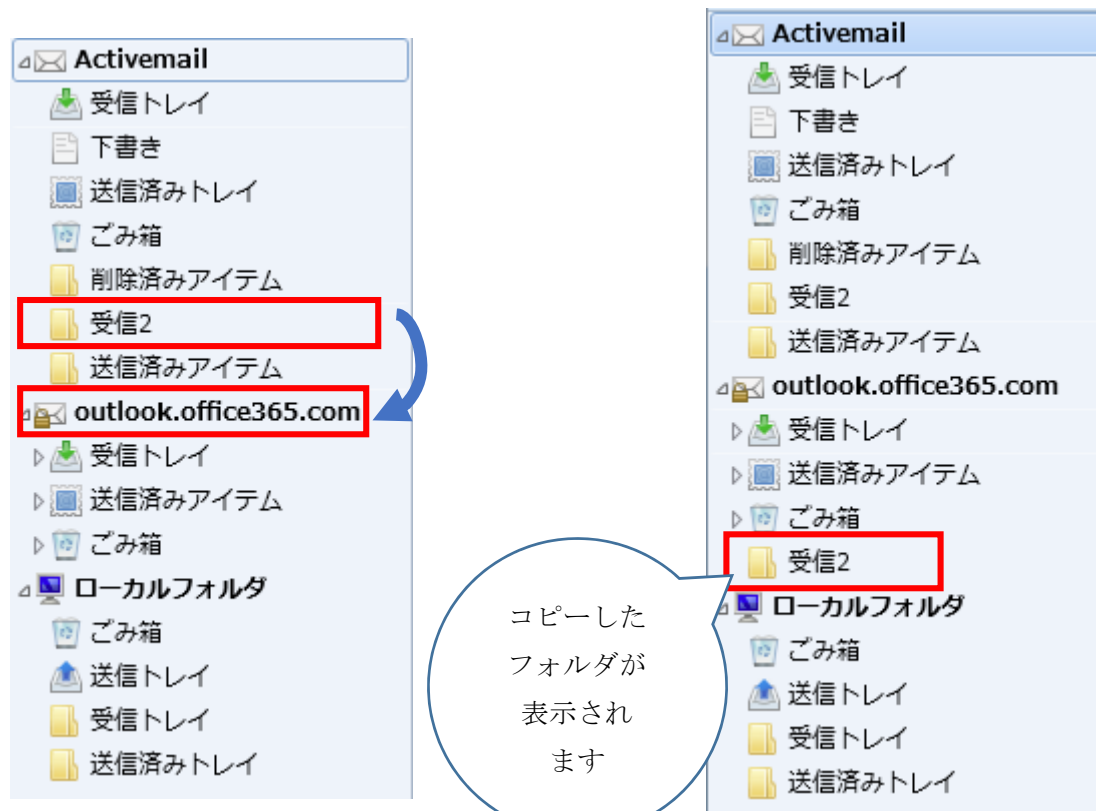 Activemail
受信トレイ
下書き
送信済みトレイ
ごみ箱
削除済みアイテム
受信2
送信済みアイテム
outlook.office365.com
受信トレイ
送信済みアイテム
ごみ箱
ローカルフォルダ
ごみ箱
送信トレイ
受信トレイ
送信済みトレイ
コピーした
フォルダが
表示され
ます
Activemail
受信トレイ
下書き
送信済みトレイ
ごみ箱
削除済みアイテム
受信2
送信済みアイテム
outlook.office365.com
受信トレイ
送信済みアイテム
ごみ箱
受信2
ローカルフォルダ
ごみ箱
送信トレイ
受信トレイ
送信済みトレイ